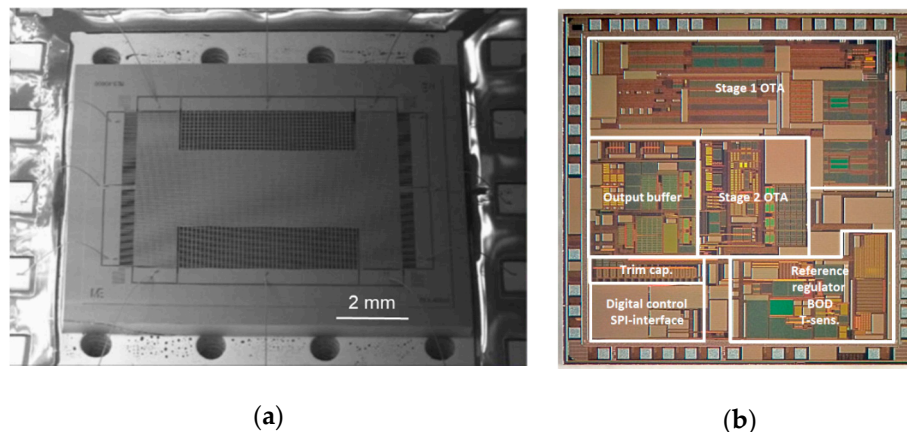 2 mm
Stage 1 OTA
Output buffer
Stage 2 OTA
Trim cap.
Digital control
SPI-interface
Reference
regulator
BOD
T-sens.
(a)
(b)